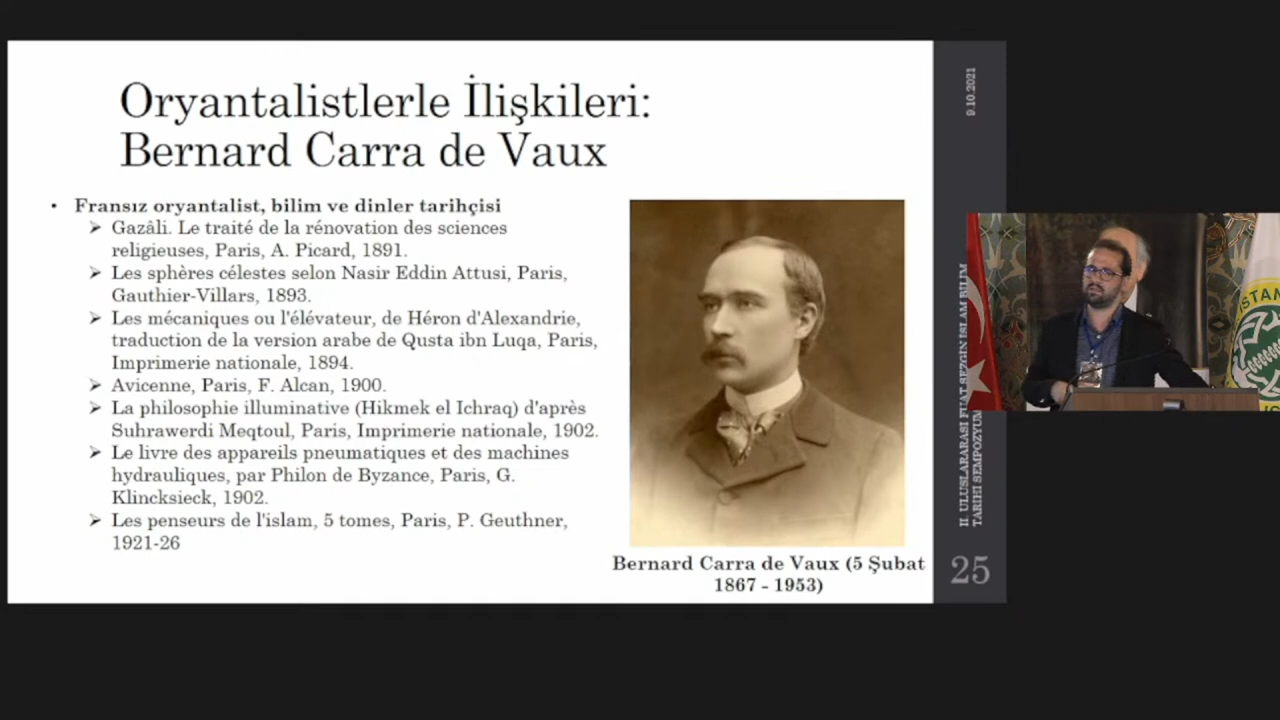 Oryantalistlerle İlişkileri:
Bernard Carra de Vaux
• Fransız oryantalist, bilim ve dinler tarihçisi
➢ Gazâli. Le traité de la rénovation des sciences
religieuses, Paris, A. Picard, 1891.
➢ Les sphères célestes selon Nasir Eddin Attusi, Paris,
Gauthier-Villars, 1893.
➢ Les mécaniques ou l'élévateur, de Héron d'Alexandrie,
traduction de la version arabe de Qusta ibn Luqa, Paris,
Imprimerie nationale, 1894.
➢ Avicenne, Paris, F. Alcan, 1900.
➢ La philosophie illuminative (Hikmek el Ichraq) d'après
Suhrawerdi Meqtoul, Paris, Imprimerie nationale, 1902.
➢ Le livre des appareils pneumatiques et des machines
hydrauliques, par Philon de Byzance, Paris, G.
Klincksieck, 1902.
➢ Les penseurs de l'islam, 5 tomes, Paris, P. Geuthner,
1921-26
Bernard Carra de Vaux (5 Şubat
1867 - 1953)
9.10.2021
II. ULUSLARARASI FUAT SEZGİN İSLAM BİLİM
TARİHİ SEMPOZYUM
25
İSTAN